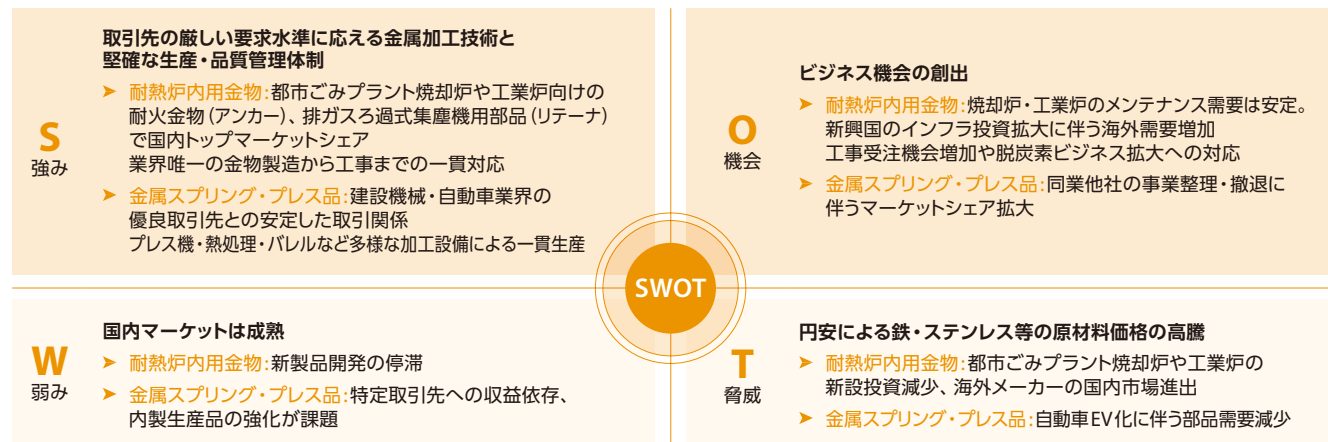 取引先の厳しい要求水準に応える金属加工技術と
堅確な生産・品質管理体制
➤ 耐熱炉内用金物:都市ごみプラント焼却炉や工業炉向けの
耐火金物(アンカー)、排ガスろ過式集塵機用部品(リテーナ)
で国内トップマーケットシェア
業界唯一の金物製造から工事までの一貫対応
➤ 金属スプリング・プレス品:建設機械・自動車業界の
優良取引先との安定した取引関係
プレス機・熱処理・バレルなど多様な加工設備による一貫生産
S
強み
ビジネス機会の創出
➤ 耐熱炉内用金物:焼却炉・工業炉のメンテナンス需要は安定。
新興国のインフラ投資拡大に伴う海外需要増加
工事受注機会増加や脱炭素ビジネス拡大への対応
➤ 金属スプリング・プレス品:同業他社の事業整理・撤退に
伴うマーケットシェア拡大
O
機会
SWOT
国内マーケットは成熟
➤ 耐熱炉内用金物:新製品開発の停滞
➤ 金属スプリング・プレス品:特定取引先への収益依存、
内製生産品の強化が課題
W
弱み
円安による鉄・ステンレス等の原材料価格の高騰
➤ 耐熱炉内用金物:都市ごみプラント焼却炉や工業炉の
新設投資減少、海外メーカーの国内市場進出
➤ 金属スプリング・プレス品:自動車EV化に伴う部品需要減少
T
脅威